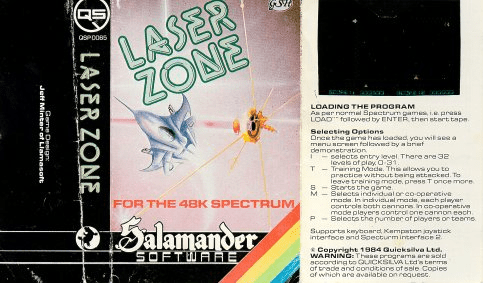 QS
QSP 0085
LASER ZONE
Game Design:
Jeff Minter of Llamasoft
GSH
LASER
ZONE
FOR THE 48K SPECTRUM
Salamander
SOFTWARE
LOADING THE PROGRAM
As per normal Spectrum games, i.e. press
LOAD"" followed by ENTER, then start tape.
Selecting Options
Once the game has loaded, you will see a
menu screen followed by a brief
demonstration.
I — selects entry level. There are 32
levels of play, 0-31.
T — Training Mode. This allows you to
practice without being attacked. To
leave training mode, press T once more.
S — Starts the game.
M — Selects individual or co-operative
mode. In individual mode, each player
controls both cannons. In co-operative
mode players control one cannon each.
P — Selects the number of players or teams.
Supports keyboard, Kempston joystick
interface and Specturm interface 2.
© Copyright 1984 Quicksilva Ltd.
WARNING: These programs are sold
according to QUICKSILVA Ltd's terms
of trade and conditions of sale. Copies
of which are available on request.